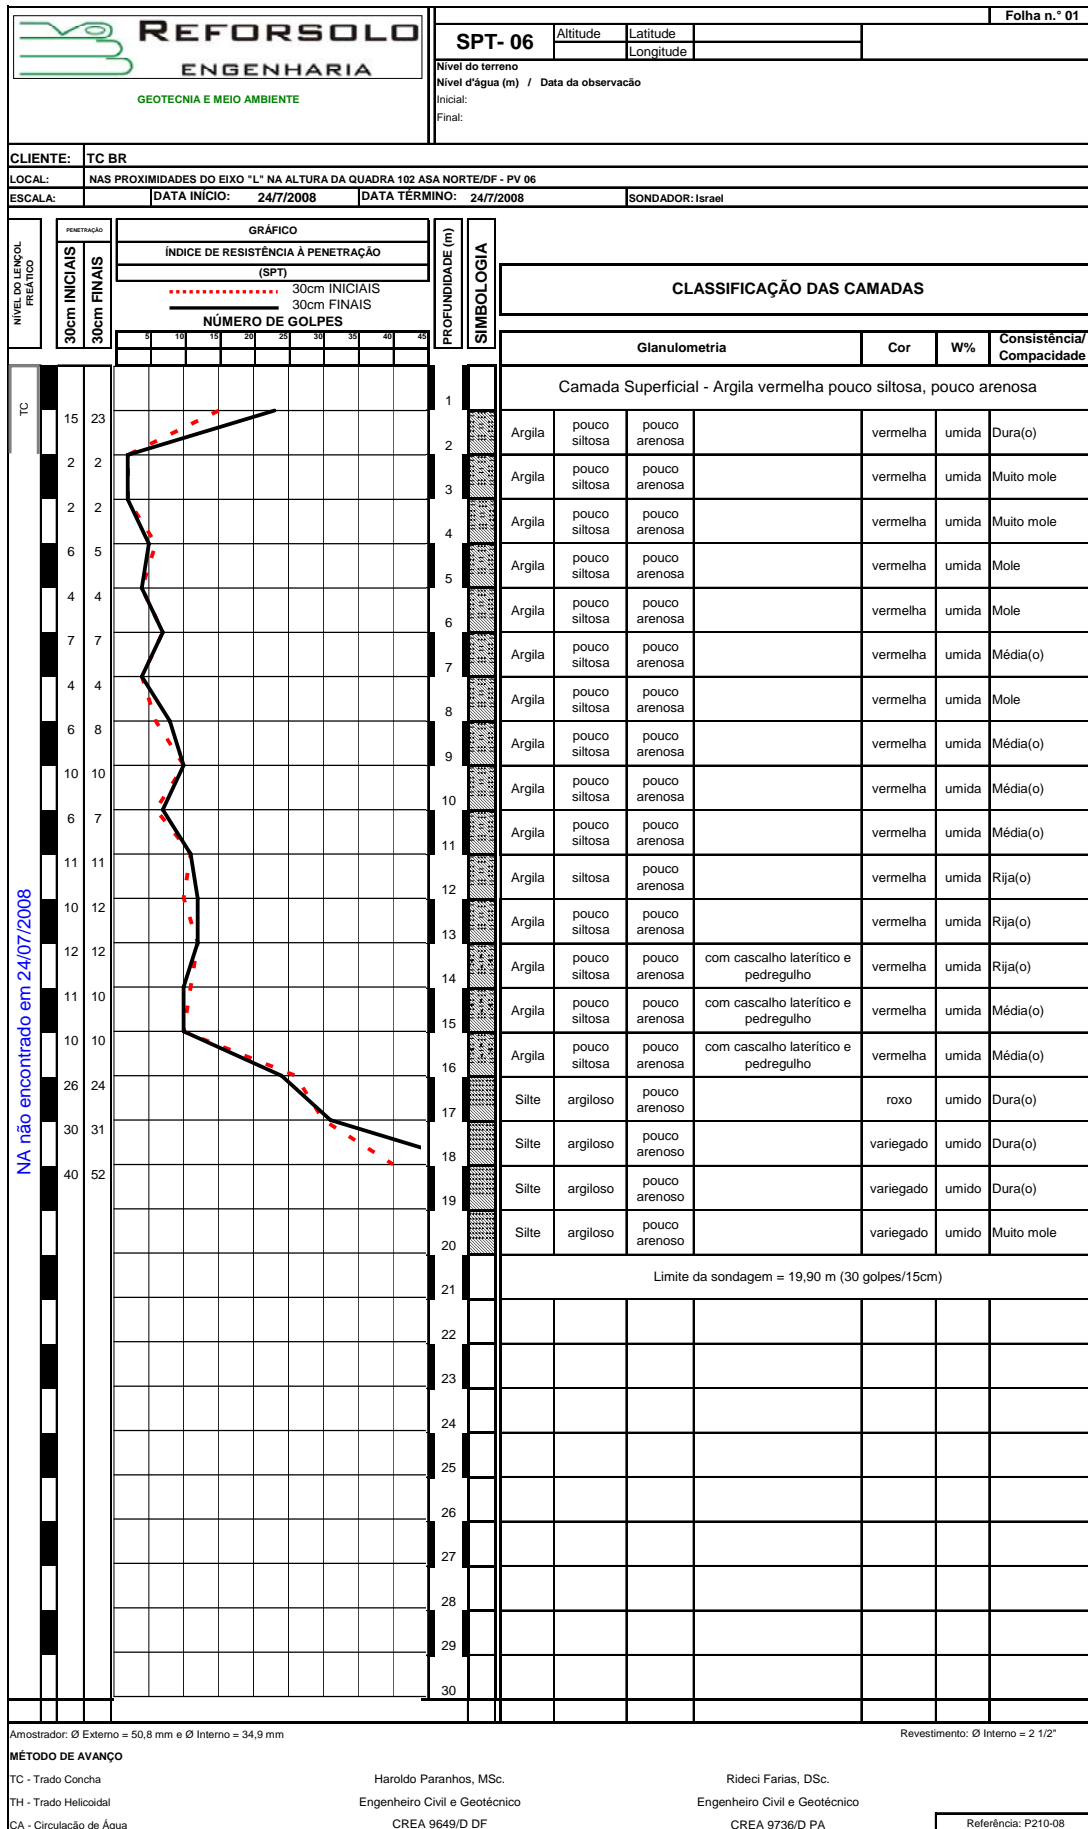 REFORSOLO
ENGENHARIA
GEOTECNIA E MEIO AMBIENTE
Folha n.° 01
SPT- 06
Altitude
Latitude
Longitude
Nível do terreno
Nível d'água (m) / Data da observacão
Inicial:
Final:
CLIENTE: TC BR
LOCAL: NAS PROXIMIDADES DO EIXO "L" NA ALTURA DA QUADRA 102 ASA NORTE/DF - PV 06
ESCALA: DATA INÍCIO: 24/7/2008 DATA TÉRMINO: 24/7/2008 SONDADOR: Israel
NÍVEL DO LENÇOL FREÁTICO
PENETRAÇÃO
30cm INICIAIS
30cm FINAIS
GRÁFICO
ÍNDICE DE RESISTÊNCIA À PENETRAÇÃO
(SPT)
30cm INICIAIS
30cm FINAIS
NÚMERO DE GOLPES
5 10 15 20 25 30 35 40 45
PROFUNDIDADE (m)
SIMBOLOGIA
CLASSIFICAÇÃO DAS CAMADAS
Glanulometria Cor W% Consistência/ Compacidade
TC
NA não encontrado em 24/07/2008
1 Camada Superficial - Argila vermelha pouco siltosa, pouco arenosa
15 23 2 Argila pouco siltosa pouco arenosa vermelha umida Dura(o)
2 2 3 Argila pouco siltosa pouco arenosa vermelha umida Muito mole
2 2 4 Argila pouco siltosa pouco arenosa vermelha umida Muito mole
6 5 5 Argila pouco siltosa pouco arenosa vermelha umida Mole
4 4 6 Argila pouco siltosa pouco arenosa vermelha umida Mole
7 7 7 Argila pouco siltosa pouco arenosa vermelha umida Média(o)
4 4 8 Argila pouco siltosa pouco arenosa vermelha umida Mole
6 8 9 Argila pouco siltosa pouco arenosa vermelha umida Média(o)
10 10 10 Argila pouco siltosa pouco arenosa vermelha umida Média(o)
6 7 11 Argila pouco siltosa pouco arenosa vermelha umida Média(o)
11 11 12 Argila siltosa pouco arenosa vermelha umida Rija(o)
10 12 13 Argila pouco siltosa pouco arenosa vermelha umida Rija(o)
12 12 14 Argila pouco siltosa pouco arenosa com cascalho laterítico e pedregulho vermelha umida Rija(o)
11 10 15 Argila pouco siltosa pouco arenosa com cascalho laterítico e pedregulho vermelha umida Média(o)
10 10 16 Argila pouco siltosa pouco arenosa com cascalho laterítico e pedregulho vermelha umida Média(o)
26 24 17 Silte argiloso pouco arenoso roxo umido Dura(o)
30 31 18 Silte argiloso pouco arenoso variegado umido Dura(o)
40 52 19 Silte argiloso pouco arenoso variegado umido Dura(o)
20 Silte argiloso pouco arenoso variegado umido Muito mole
21 Limite da sondagem = 19,90 m (30 golpes/15cm)
22
23
24
25
26
27
28
29
30
Amostrador: Ø Externo = 50,8 mm e Ø Interno = 34,9 mm Revestimento: Ø Interno = 2 1/2"
MÉTODO DE AVANÇO
TC - Trado Concha Haroldo Paranhos, MSc. Rideci Farias, DSc.
TH - Trado Helicoidal Engenheiro Civil e Geotécnico Engenheiro Civil e Geotécnico
CA - Circulação de Água CREA 9649/D DF CREA 9736/D PA Referência: P210-08